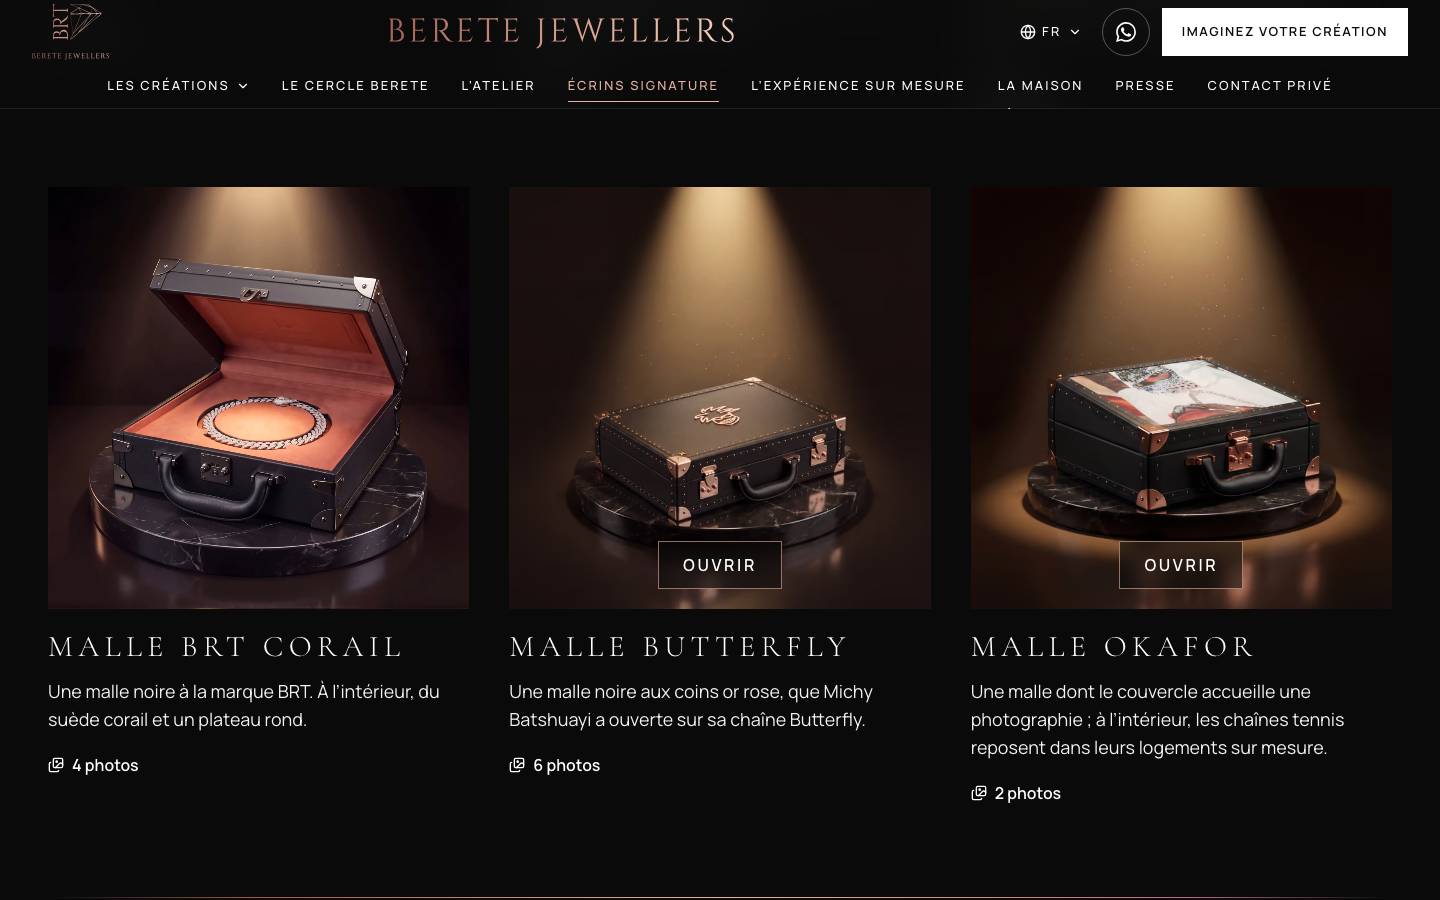 BRT
BERETE JEWELLERS
BERETE JEWELLERS
FR
IMAGINEZ VOTRE CRÉATION
LES CRÉATIONS
LE CERCLE BERETE
L'ATELIER
ÉCRINS SIGNATURE
L'EXPÉRIENCE SUR MESURE
LA MAISON
PRESSE
CONTACT PRIVÉ
OUVRIR
OUVRIR
MALLE BRT CORAIL
Une malle noire à la marque BRT. À l'intérieur, du
suède corail et un plateau rond.
4 photos
MALLE BUTTERFLY
Une malle noire aux coins or rose, que Michy
Batshuayi a ouverte sur sa chaîne Butterfly.
6 photos
MALLE OKAFOR
Une malle dont le couvercle accueille une
photographie ; à l'intérieur, les chaînes tennis
reposent dans leurs logements sur mesure.
2 photos